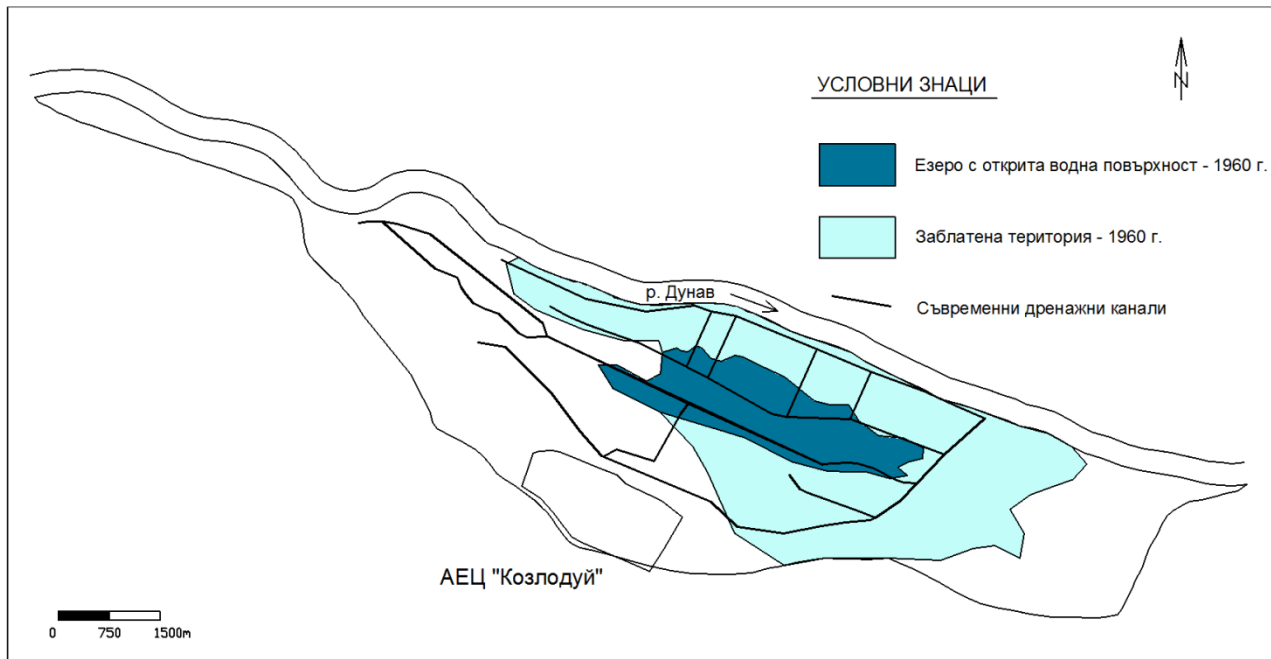 УСЛОВНИ ЗНАЦИ
N
Езеро с открита водна повърхност - 1960 г.
Заблатена територия - 1960 г.
р. Дунав
Съвременни дренажни канали
АЕЦ "Козлодуй"
0 750 1500m